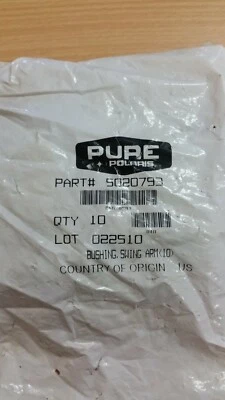 PURE
POLARIS
PART# 5020793
QTY 10
LOT 022510
BUSHING, SWING ARM(10)
COUNTRY OF ORIGIN US